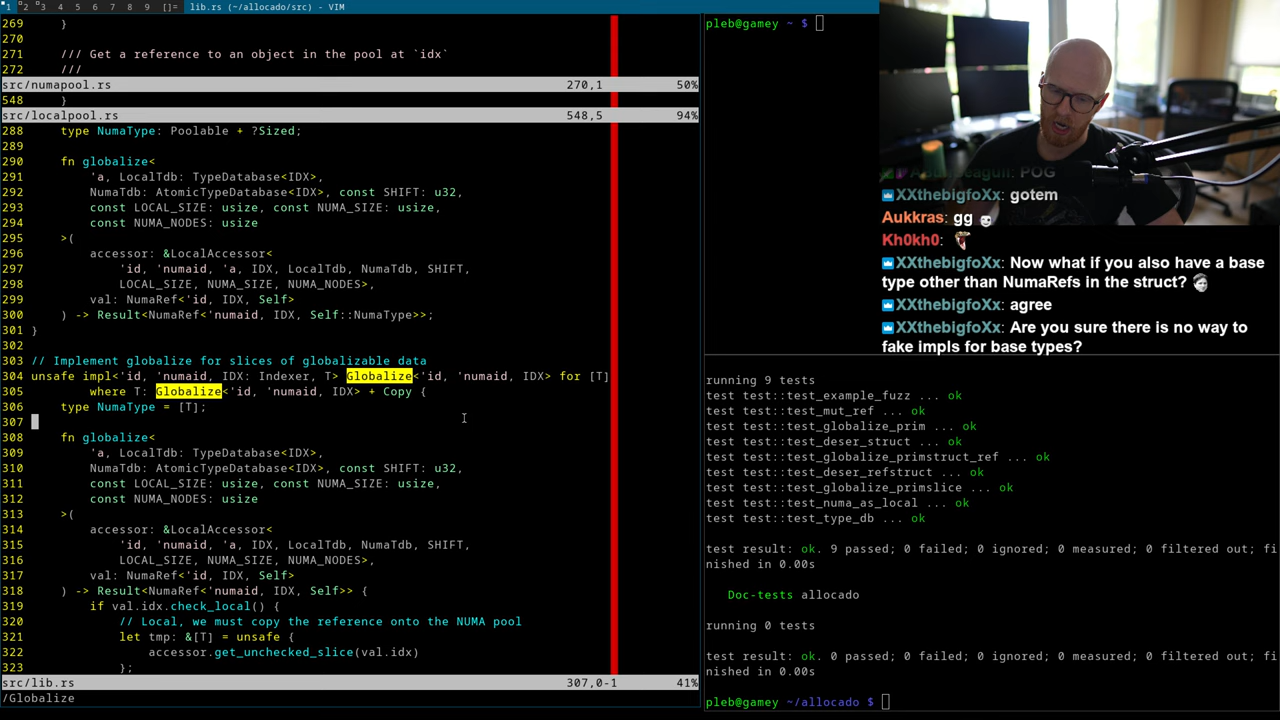 1 2 3 4 5 6 7 8 9 []= lib.rs (~/allocado/src) - VIM
269 }
270
271 /// Get a reference to an object in the pool at `idx`
272 ///
src/numapool.rs 270,1 50%
548 }
src/localpool.rs 548,5 94%
288 type NumaType: Poolable + ?Sized;
289
290 fn globalize<
291 'a, LocalTdb: TypeDatabase<IDX>,
292 NumaTdb: AtomicTypeDatabase<IDX>, const SHIFT: u32,
293 const LOCAL_SIZE: usize, const NUMA_SIZE: usize,
294 const NUMA_NODES: usize
295 >(
296 accessor: &LocalAccessor<
297 'id, 'numaid, 'a, IDX, LocalTdb, NumaTdb, SHIFT,
298 LOCAL_SIZE, NUMA_SIZE, NUMA_NODES>,
299 val: NumaRef<'id, IDX, Self>
300 ) -> Result<NumaRef<'numaid, IDX, Self::NumaType>>;
301 }
302
303 // Implement globalize for slices of globalizable data
304 unsafe impl<'id, 'numaid, IDX: Indexer, T> Globalize<'id, 'numaid, IDX> for [T]
305 where T: Globalize<'id, 'numaid, IDX> + Copy {
306 type NumaType = [T];
307
308 fn globalize<
309 'a, LocalTdb: TypeDatabase<IDX>,
310 NumaTdb: AtomicTypeDatabase<IDX>, const SHIFT: u32,
311 const LOCAL_SIZE: usize, const NUMA_SIZE: usize,
312 const NUMA_NODES: usize
313 >(
314 accessor: &LocalAccessor<
315 'id, 'numaid, 'a, IDX, LocalTdb, NumaTdb, SHIFT,
316 LOCAL_SIZE, NUMA_SIZE, NUMA_NODES>,
317 val: NumaRef<'id, IDX, Self>
318 ) -> Result<NumaRef<'numaid, IDX, Self>> {
319 if val.idx.check_local() {
320 // Local, we must copy the reference onto the NUMA pool
321 let tmp: &[T] = unsafe {
322 accessor.get_unchecked_slice(val.idx)
323 };
src/lib.rs 307,0-1 41%
/Globalize
pleb@gamey ~ $
running 9 tests
test test::test_example_fuzz ... ok
test test::test_mut_ref ... ok
test test::test_globalize_prim ... ok
test test::test_deser_struct ... ok
test test::test_globalize_primstruct_ref ... ok
test test::test_deser_refstruct ... ok
test test::test_globalize_primslice ... ok
test test::test_numa_as_local ... ok
test test::test_type_db ... ok
test result: ok. 9 passed; 0 failed; 0 ignored; 0 measured; 0 filtered out; fi
nished in 0.00s
Doc-tests allocado
running 0 tests
test result: ok. 0 passed; 0 failed; 0 ignored; 0 measured; 0 filtered out; fi
nished in 0.00s
pleb@gamey ~/allocado $
POG
XXthebigfoXx: gotem
Aukkras: gg
Kh0kh0:
XXthebigfoXx: Now what if you also have a base
type other than NumaRefs in the struct?
XXthebigfoXx: agree
XXthebigfoXx: Are you sure there is no way to
fake impls for base types?